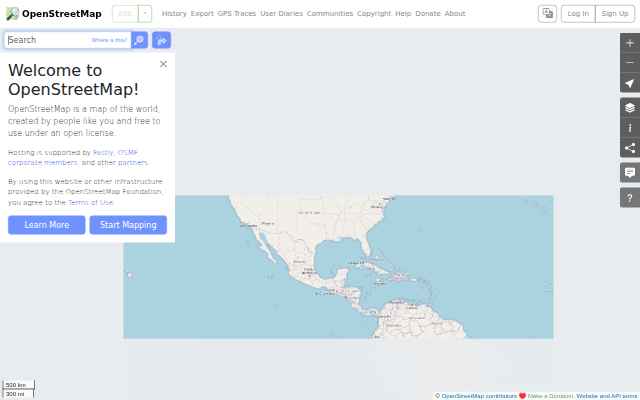 OpenStreetMap
Edit
History Export GPS Traces User Diaries Communities Copyright Help Donate About
Log In Sign Up
Search
Where is this?
Welcome to
OpenStreetMap!
OpenStreetMap is a map of the world,
created by people like you and free to
use under an open license.
Hosting is supported by Fastly, OSMF
corporate members, and other partners.
By using this website or other infrastructure
provided by the OpenStreetMap Foundation,
you agree to the Terms of Use.
Learn More Start Mapping
500 km
300 mi
© OpenStreetMap contributors ❤️ Make a Donation. Website and API terms